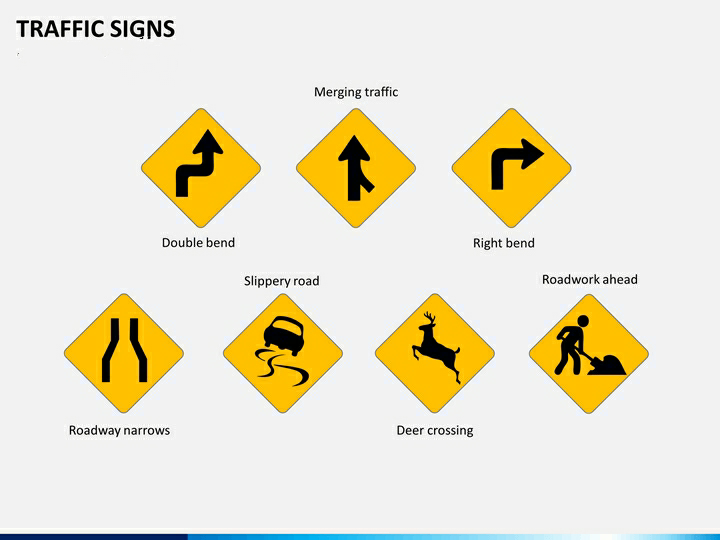 TRAFFIC SIGNS
Merging traffic
Double bend
Right bend
Slippery road
Roadwork ahead
Roadway narrows
Deer crossing